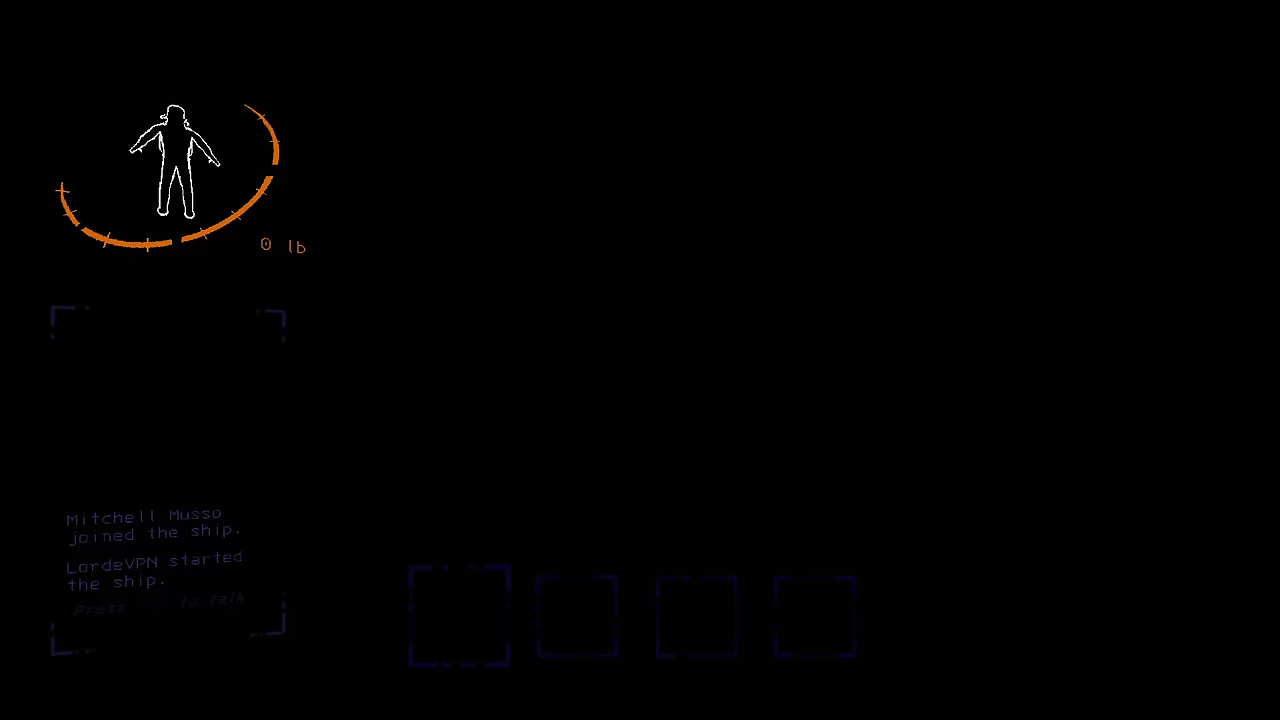 0 lb
Mitchell Musso
joined the ship.
LordeVPN started
the ship.
Press to talk